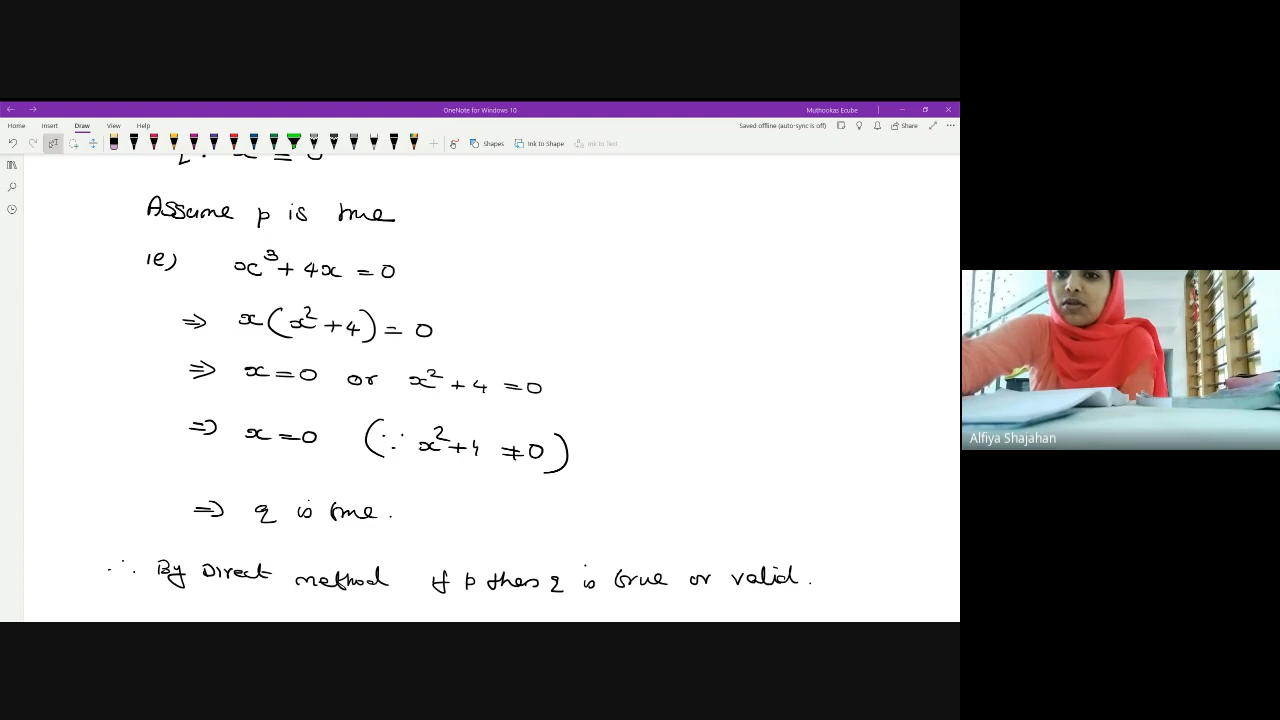 OneNote for Windows 10
Muthookas Ecube
Home Insert Draw View Help
Saved offline (auto-sync is off)
Share
Shapes
Ink to Shape
Ink to Text
Assume p is true
ie) x³ + 4x = 0
⇒ x(x² + 4) = 0
⇒ x = 0 or x² + 4 = 0
⇒ x = 0 (∵ x² + 4 ≠ 0)
⇒ q is true.
∴ By Direct method if p then q is true or valid.
Alfiya Shajahan